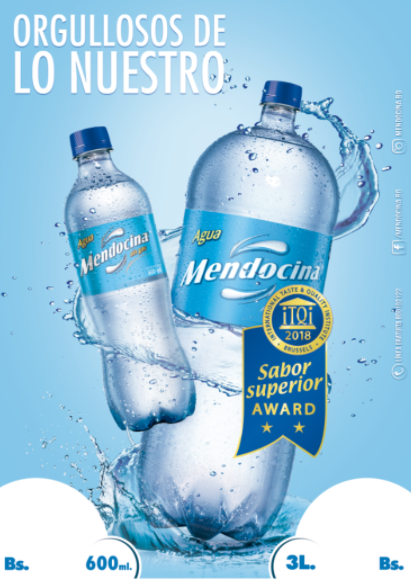 ORGULLOSOS DE
LO NUESTRO
Agua
Mendocina
Agua
Mendocina
INTERNATIONAL TASTE & QUALITY INSTITUTE
iTQi
2018
BRUSSELS
Sabor
superior
AWARD
Bs.
600ml.
3L.
Bs.